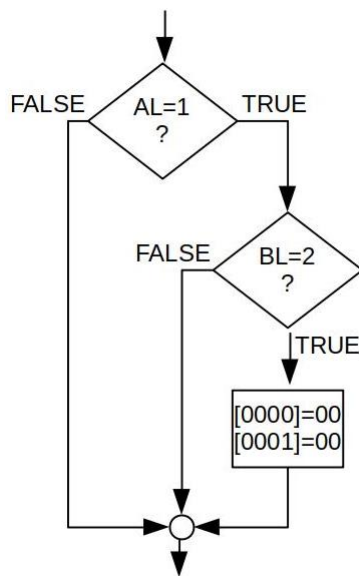 AL=1
?
FALSE
TRUE
BL=2
?
FALSE
TRUE
[0000]=00
[0001]=00